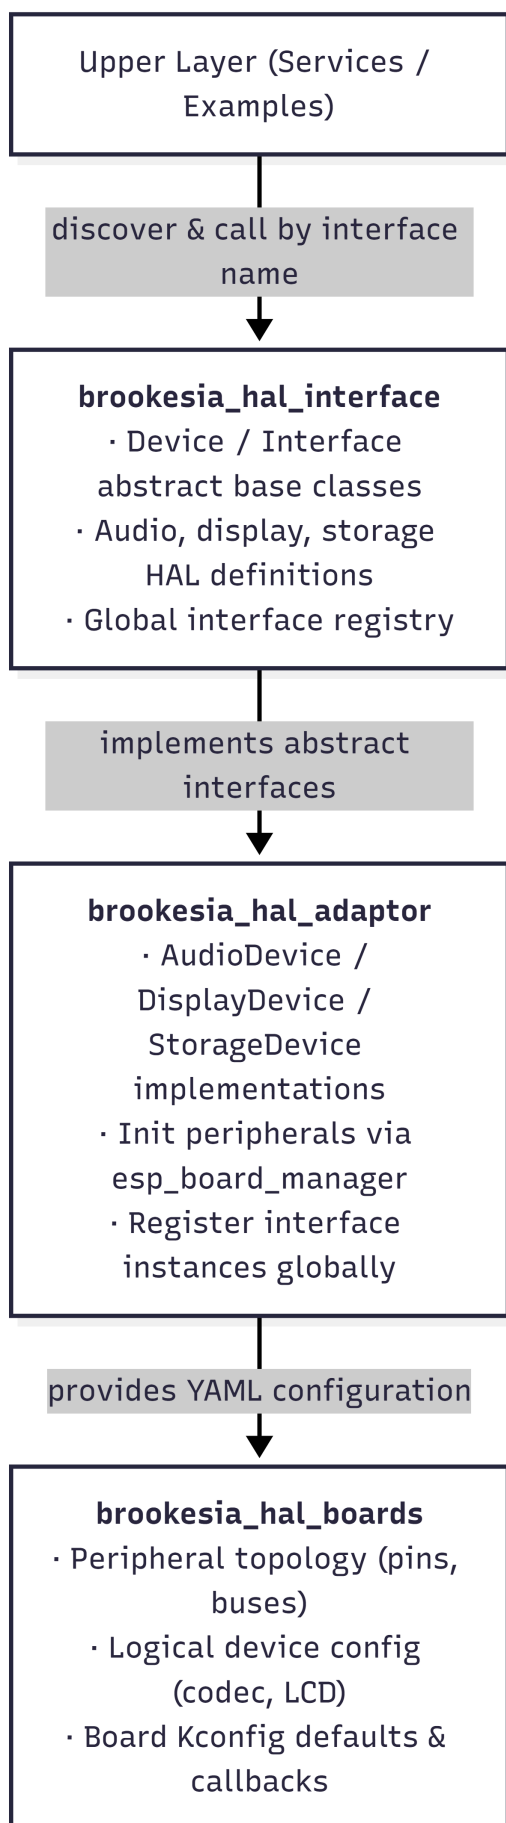 Upper Layer (Services /
Examples)
discover & call by interface
name
brookesia_hal_interface
· Device / Interface
abstract base classes
· Audio, display, storage
HAL definitions
· Global interface registry
implements abstract
interfaces
brookesia_hal_adaptor
· AudioDevice /
DisplayDevice /
StorageDevice
implementations
· Init peripherals via
esp_board_manager
· Register interface
instances globally
provides YAML configuration
brookesia_hal_boards
· Peripheral topology (pins,
buses)
· Logical device config
(codec, LCD)
· Board Kconfig defaults &
callbacks